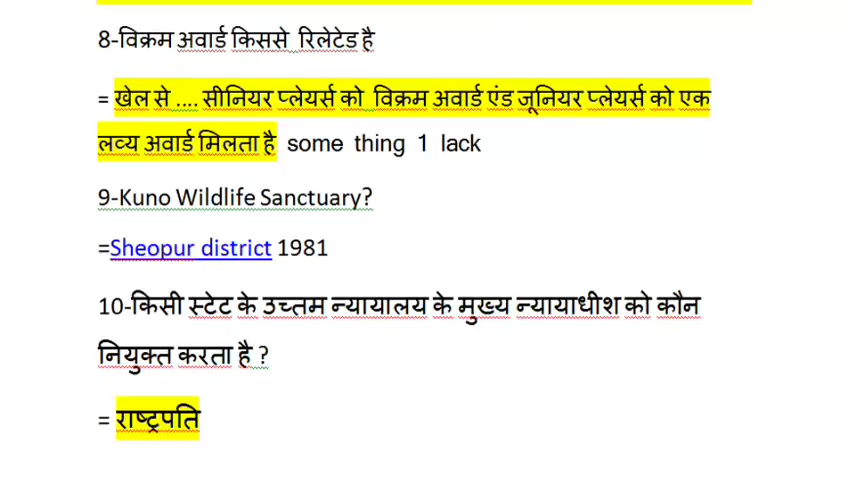 8-विक्रम अवार्ड किससे रिलेटेड है
= खेल से .... सीनियर प्लेयर्स को विक्रम अवार्ड एंड जूनियर प्लेयर्स को एक
लव्य अवार्ड मिलता है some thing 1 lack
9-Kuno Wildlife Sanctuary?
=Sheopur district 1981
10-किसी स्टेट के उच्तम न्यायालय के मुख्य न्यायाधीश को कौन
नियुक्त करता है ?
= राष्ट्रपति